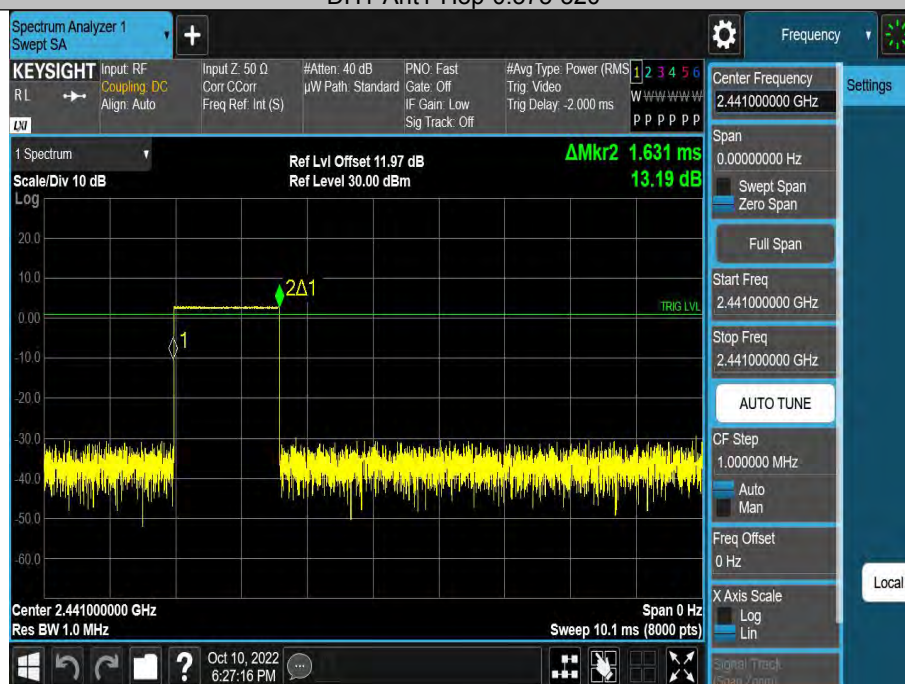 Spectrum Analyzer 1
Swept SA
+
Frequency
KEYSIGHT
RL
LXI
Input: RF
Coupling: DC
Align: Auto
Input Z: 50 Ω
Corr CCorr
Freq Ref: Int (S)
#Atten: 40 dB
µW Path: Standard
PNO: Fast
Gate: Off
IF Gain: Low
Sig Track: Off
#Avg Type: Power (RMS
Trig: Video
Trig Delay: -2.000 ms
1 2 3 4 5 6
W W W W W W
P P P P P P
Center Frequency
2.441000000 GHz
Settings
Span
0.00000000 Hz
Swept Span
Zero Span
Full Span
Start Freq
2.441000000 GHz
Stop Freq
2.441000000 GHz
AUTO TUNE
CF Step
1.000000 MHz
Auto
Man
Freq Offset
0 Hz
X Axis Scale
Log
Lin
Signal Track
(Span Zoom)
Local
1 Spectrum
Scale/Div 10 dB
Log
Ref Lvl Offset 11.97 dB
Ref Level 30.00 dBm
ΔMkr2 1.631 ms
13.19 dB
20.0
10.0
0.00
-10.0
-20.0
-30.0
-40.0
-50.0
-60.0
2Δ1
1
TRIG LVL
Center 2.441000000 GHz
Res BW 1.0 MHz
Span 0 Hz
Sweep 10.1 ms (8000 pts)
?
Oct 10, 2022
6:27:16 PM